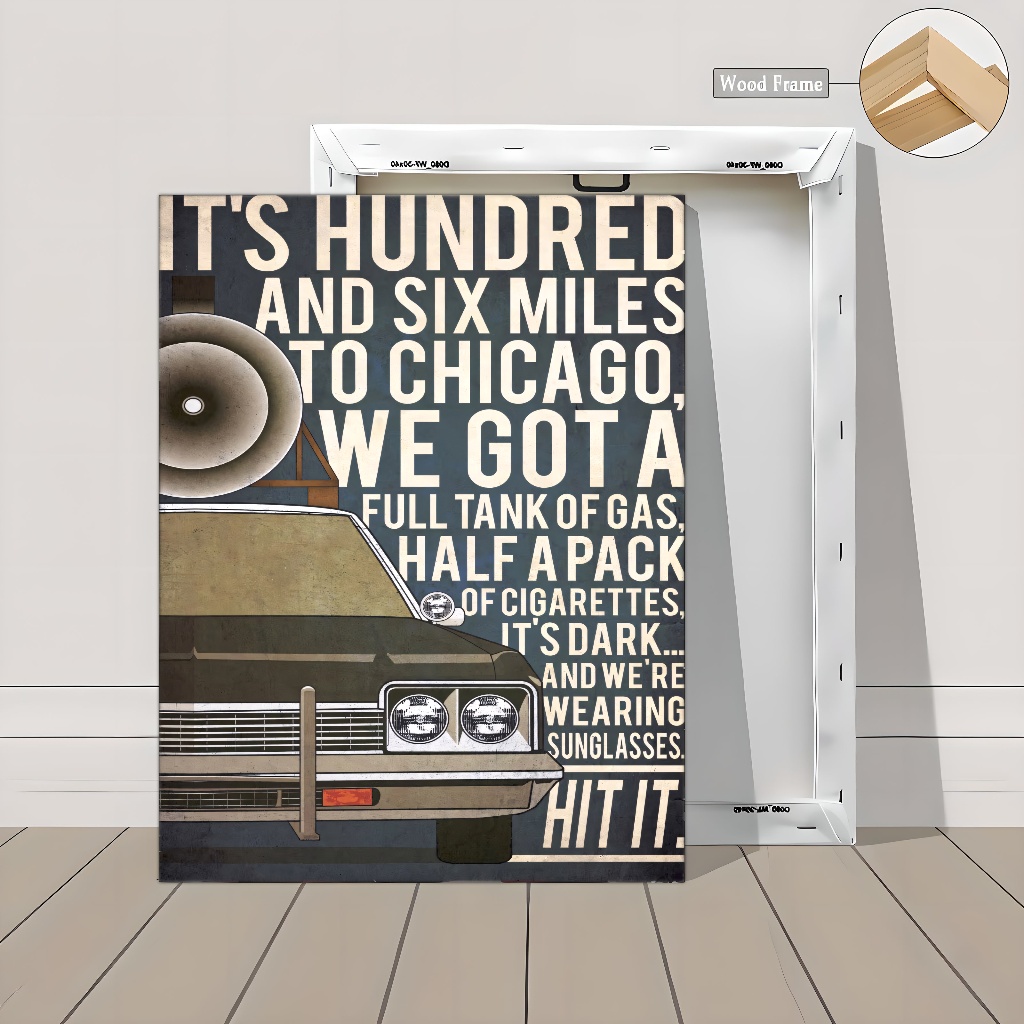 Wood Frame
IT'S HUNDRED
AND SIX MILES
TO CHICAGO,
WE GOT A
FULL TANK OF GAS,
HALF A PACK
OF CIGARETTES,
IT'S DARK...
AND WE'RE
WEARING
SUNGLASSES.
HIT IT.